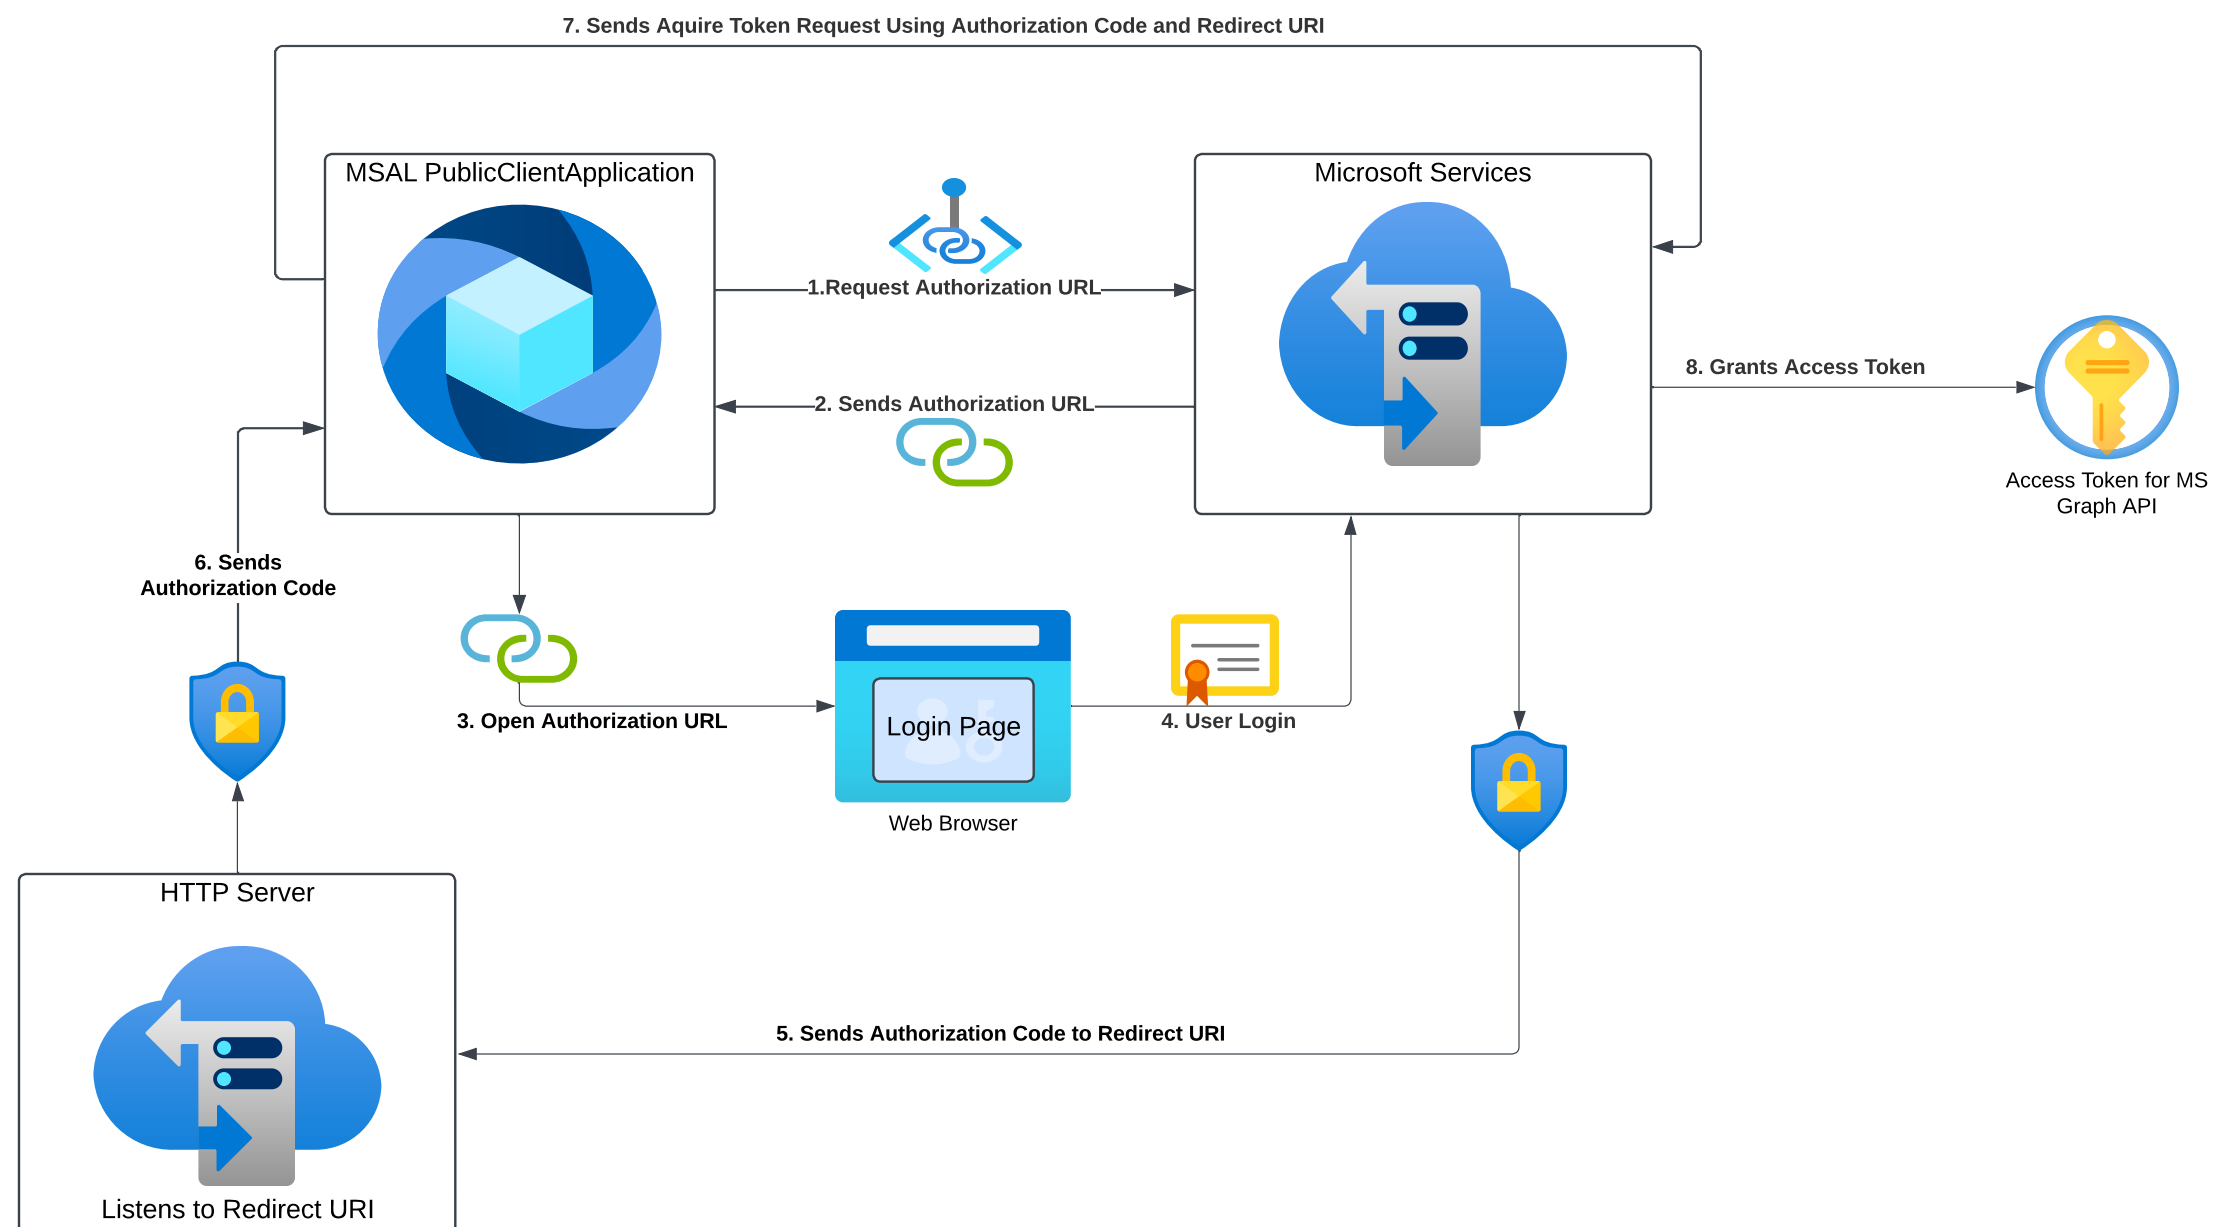 7. Sends Aquire Token Request Using Authorization Code and Redirect URI
MSAL PublicClientApplication
Microsoft Services
1.Request Authorization URL
2. Sends Authorization URL
8. Grants Access Token
Access Token for MS
Graph API
6. Sends
Authorization Code
3. Open Authorization URL
Login Page
4. User Login
Web Browser
HTTP Server
5. Sends Authorization Code to Redirect URI
Listens to Redirect URI